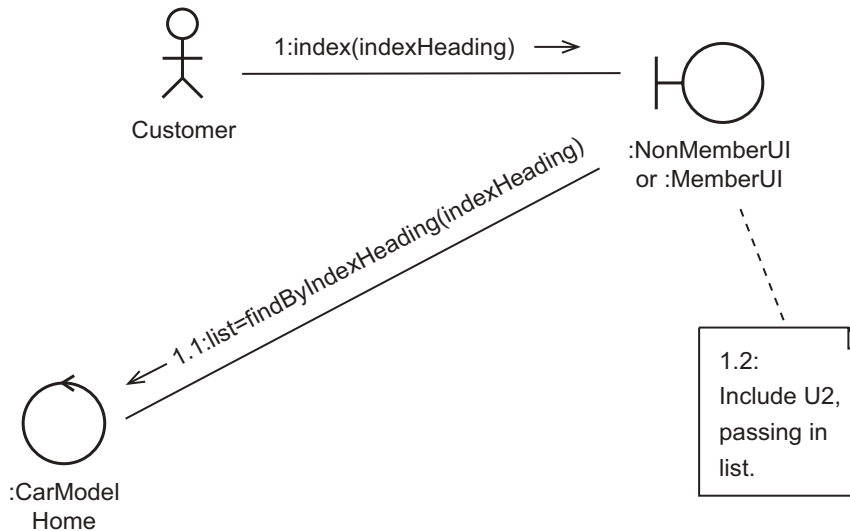 1:index(indexHeading)
Customer
:NonMemberUI
or :MemberUI
1.1:list=findByIndexHeading(indexHeading)
1.2:
Include U2,
passing in
list.
:CarModel
Home